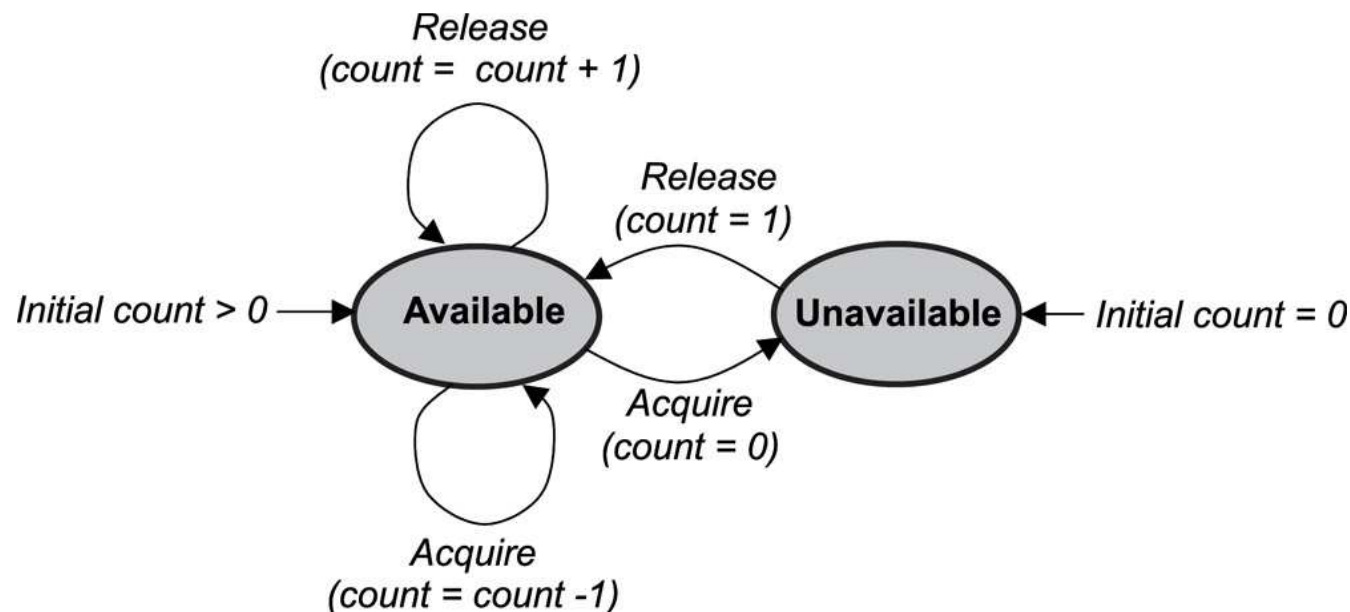 Release
(count = count + 1)
Release
(count = 1)
Initial count > 0
Available
Unavailable
Initial count = 0
Acquire
(count = 0)
Acquire
(count = count -1)